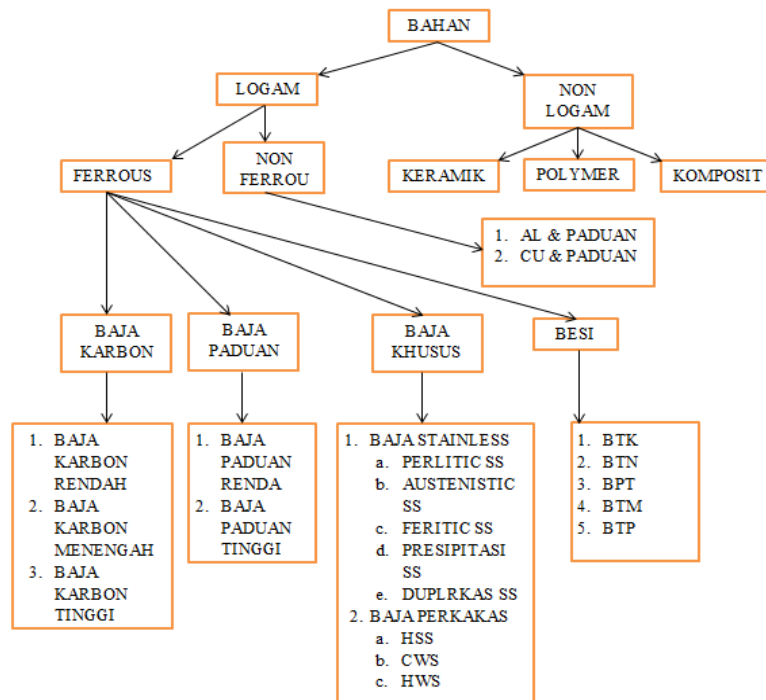 BAHAN
LOGAM
NON
LOGAM
FERROUS
NON
FERROU
KERAMIK
POLYMER
KOMPOSIT
1. AL & PADUAN
2. CU & PADUAN
BAJA
KARBON
BAJA
PADUAN
BAJA
KHUSUS
BESI
1. BAJA
KARBON
RENDAH
2. BAJA
KARBON
MENENGAH
3. BAJA
KARBON
TINGGI
1. BAJA
PADUAN
RENDA
2. BAJA
PADUAN
TINGGI
1. BAJA STAINLESS
a. PERLITIC SS
b. AUSTENISTIC
SS
c. FERITIC SS
d. PRESIPITASI
SS
e. DUPLRKAS SS
2. BAJA PERKAKAS
a. HSS
b. CWS
c. HWS
1. BTK
2. BTN
3. BPT
4. BTM
5. BTP